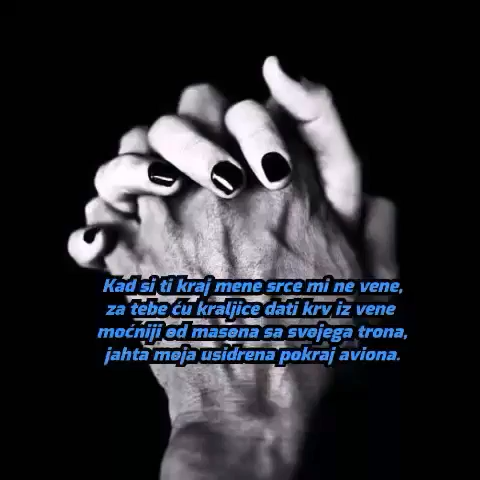 Kad si ti kraj mene srce mi ne vene,
za tebe ću kraljice dati krv iz vene
moćniji od masona sa svojega trona,
jahta moja usidrena pokraj aviona.